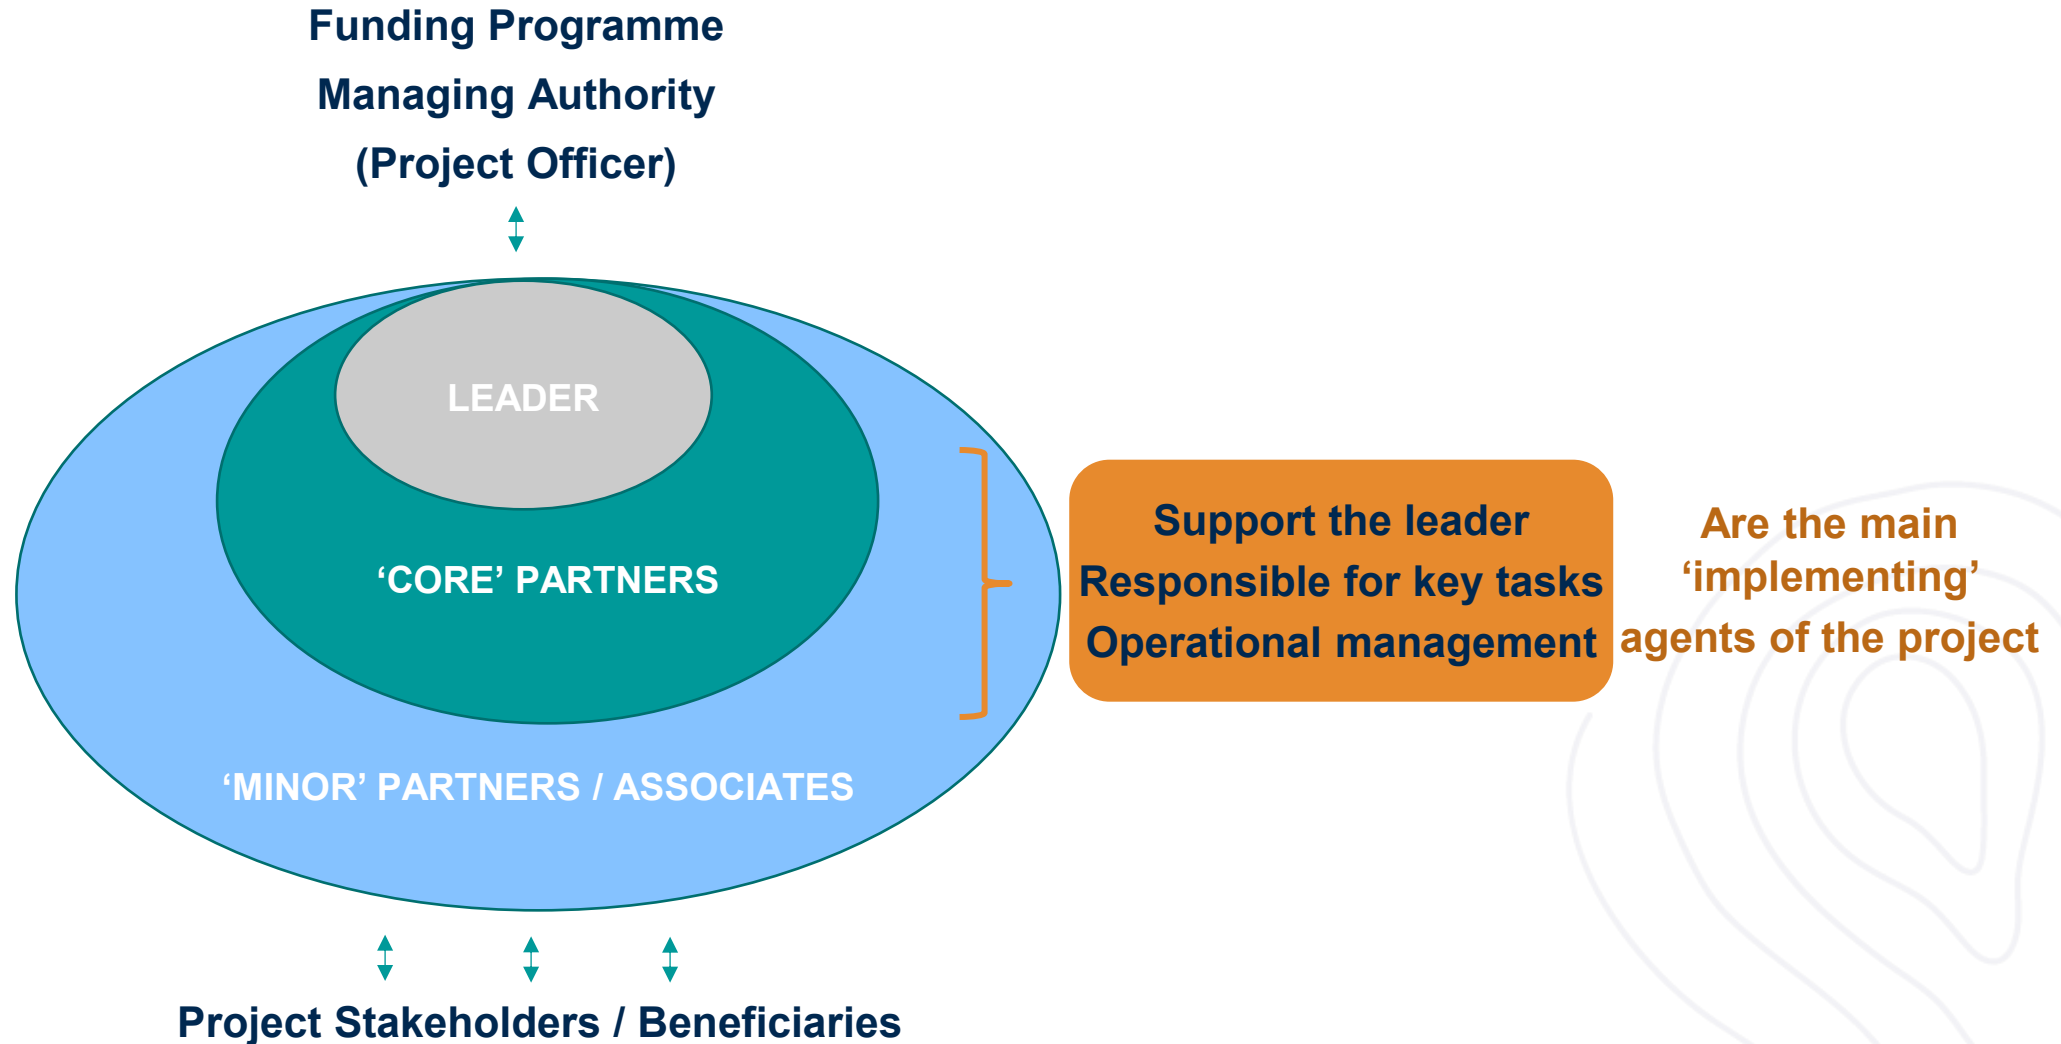 Funding Programme
Managing Authority
(Project Officer)
LEADER
‘CORE’ PARTNERS
‘MINOR’ PARTNERS / ASSOCIATES
Support the leader
Responsible for key tasks
Operational management
Are the main
‘implementing’
agents of the project
Project Stakeholders / Beneficiaries